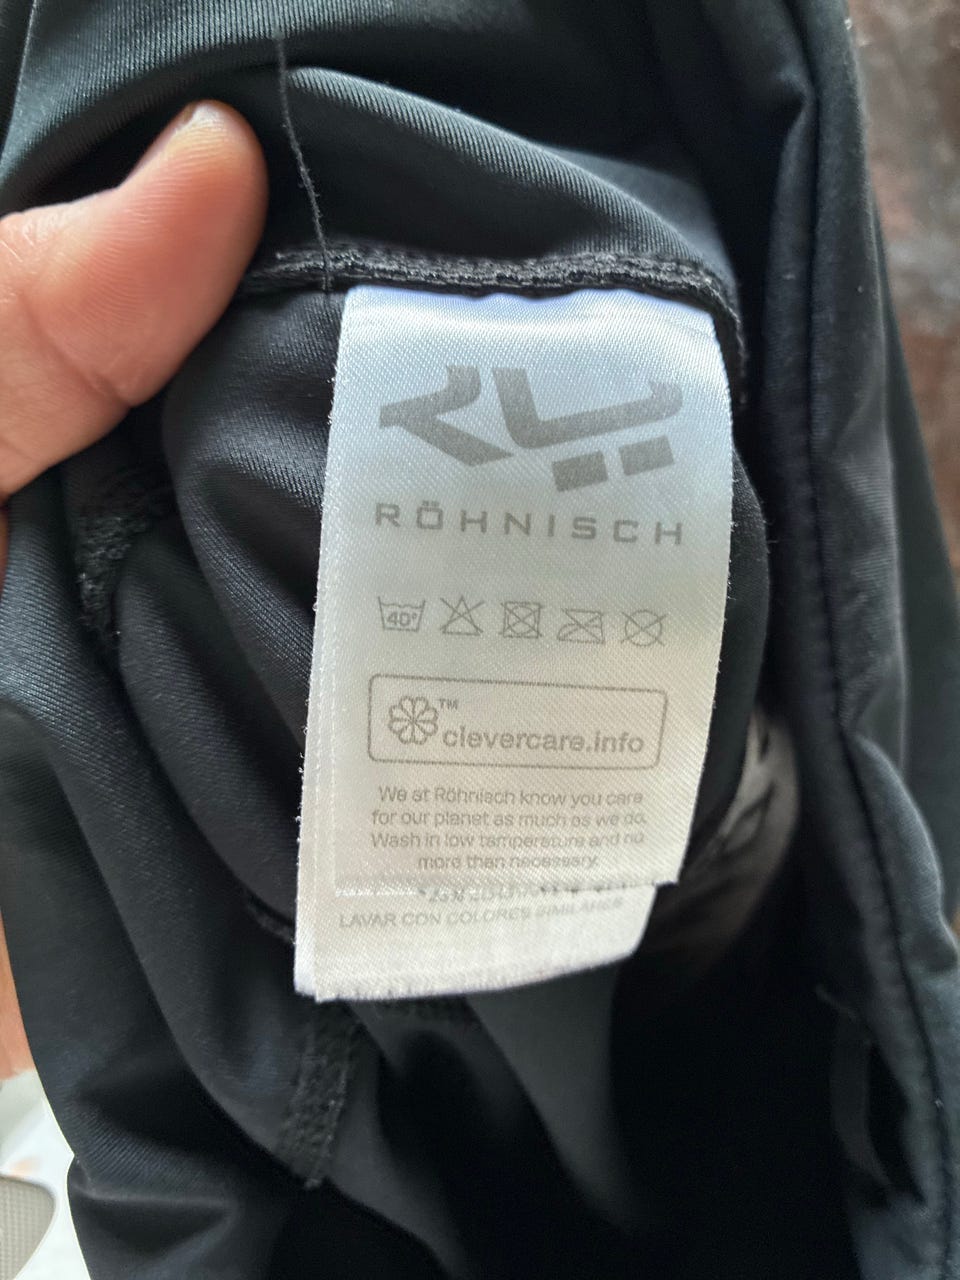 RÖHNISCH
40°
™
clevercare.info
We at Röhnisch know you care
for our planet as much as we do.
Wash in low temperature and no
more than necessary.
LAVAR CON COLORES SIMILARES